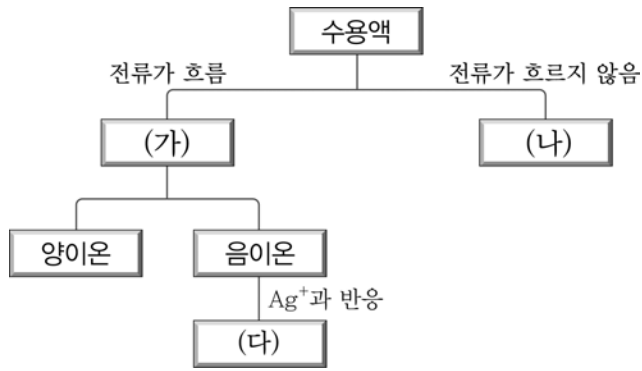 수용액
전류가 흐름
전류가 흐르지 않음
(가)
(나)
양이온
음이온
Ag⁺과 반응
(다)